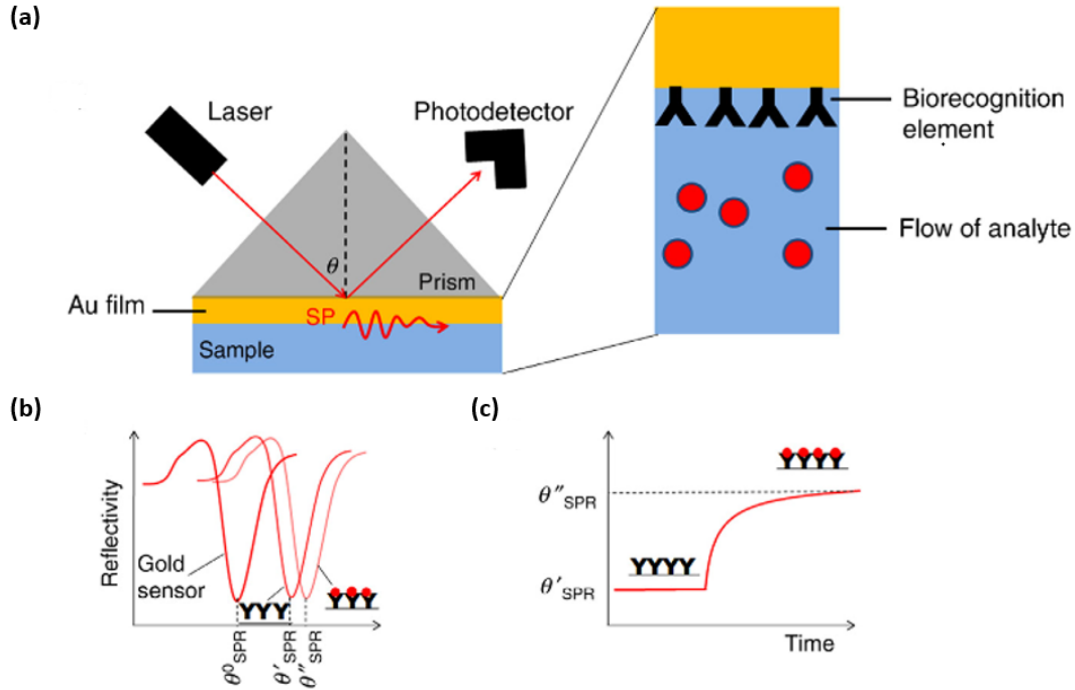 (a)
Laser
Photodetector
θ
Prism
Au film
SP
Sample
Biorecognition
element
Flow of analyte
(b)
Reflectivity
Gold
sensor
θ⁰SPR
θ′SPR
θ″SPR
(c)
θ″SPR
θ′SPR
Time